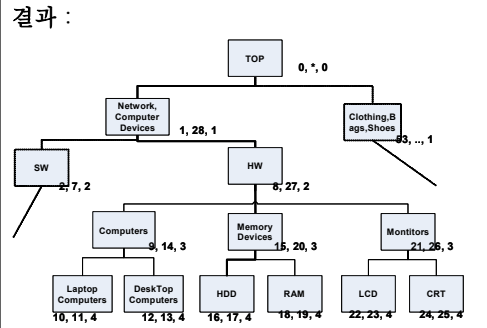 결과 :
TOP
0, *, 0
Network,
Computer
Devices
1, 28, 1
Clothing,B
ags,Shoes
53, .., 1
SW
2, 7, 2
HW
8, 27, 2
Computers
9, 14, 3
Memory
Devices
15, 20, 3
Montitors
21, 26, 3
Laptop
Computers
10, 11, 4
DeskTop
Computers
12, 13, 4
HDD
16, 17, 4
RAM
18, 19, 4
LCD
22, 23, 4
CRT
24, 25, 4